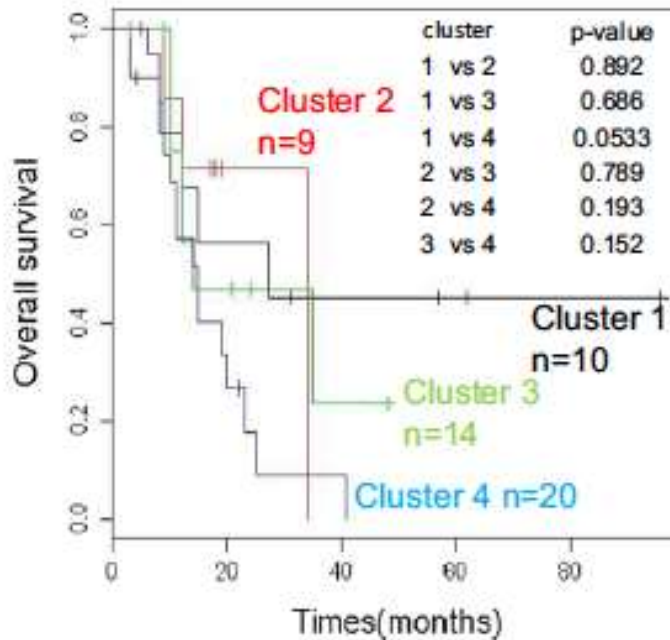 cluster p-value
1 vs 2 0.892
1 vs 3 0.686
1 vs 4 0.0533
2 vs 3 0.789
2 vs 4 0.193
3 vs 4 0.152
Cluster 2
n=9
Cluster 1
n=10
Cluster 3
n=14
Cluster 4 n=20
Overall survival
1.0
0.8
0.6
0.4
0.2
0.0
0 20 40 60 80
Times(months)